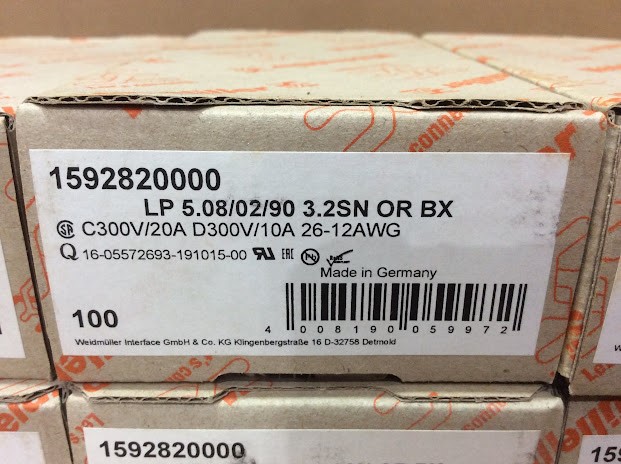 1592820000
LP 5.08/02/90 3.2SN OR BX
C300V/20A D300V/10A 26-12AWG
Q 16-05572693-191015-00
Made in Germany
100
4 008190 059972
Weidmüller Interface GmbH & Co. KG Klingenbergstraße 16 D-32758 Detmold
1592820000